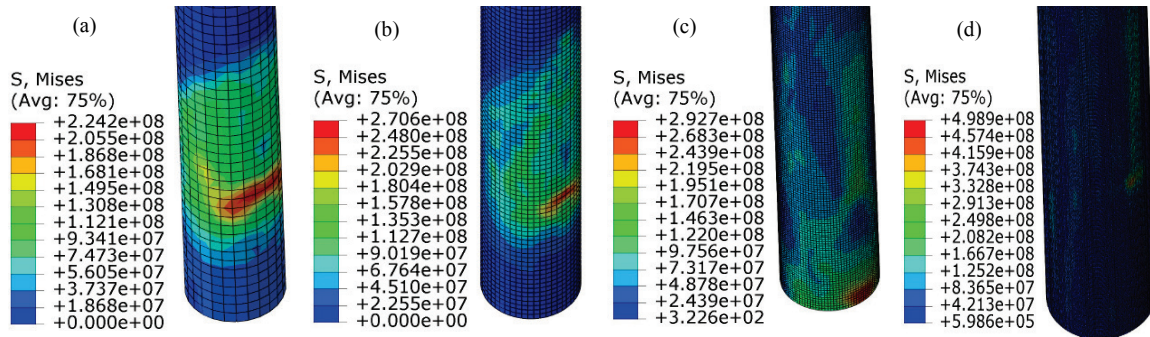 (a)
S, Mises
(Avg: 75%)
+2.242e+08
+2.055e+08
+1.868e+08
+1.681e+08
+1.495e+08
+1.308e+08
+1.121e+08
+9.341e+07
+7.473e+07
+5.605e+07
+3.737e+07
+1.868e+07
+0.000e+00
(b)
S, Mises
(Avg: 75%)
+2.706e+08
+2.480e+08
+2.255e+08
+2.029e+08
+1.804e+08
+1.578e+08
+1.353e+08
+1.127e+08
+9.019e+07
+6.764e+07
+4.510e+07
+2.255e+07
+0.000e+00
(c)
S, Mises
(Avg: 75%)
+2.927e+08
+2.683e+08
+2.439e+08
+2.195e+08
+1.951e+08
+1.707e+08
+1.463e+08
+1.220e+08
+9.756e+07
+7.317e+07
+4.878e+07
+2.439e+07
+3.226e+02
(d)
S, Mises
(Avg: 75%)
+4.989e+08
+4.574e+08
+4.159e+08
+3.743e+08
+3.328e+08
+2.913e+08
+2.498e+08
+2.082e+08
+1.667e+08
+1.252e+08
+8.365e+07
+4.213e+07
+5.986e+05